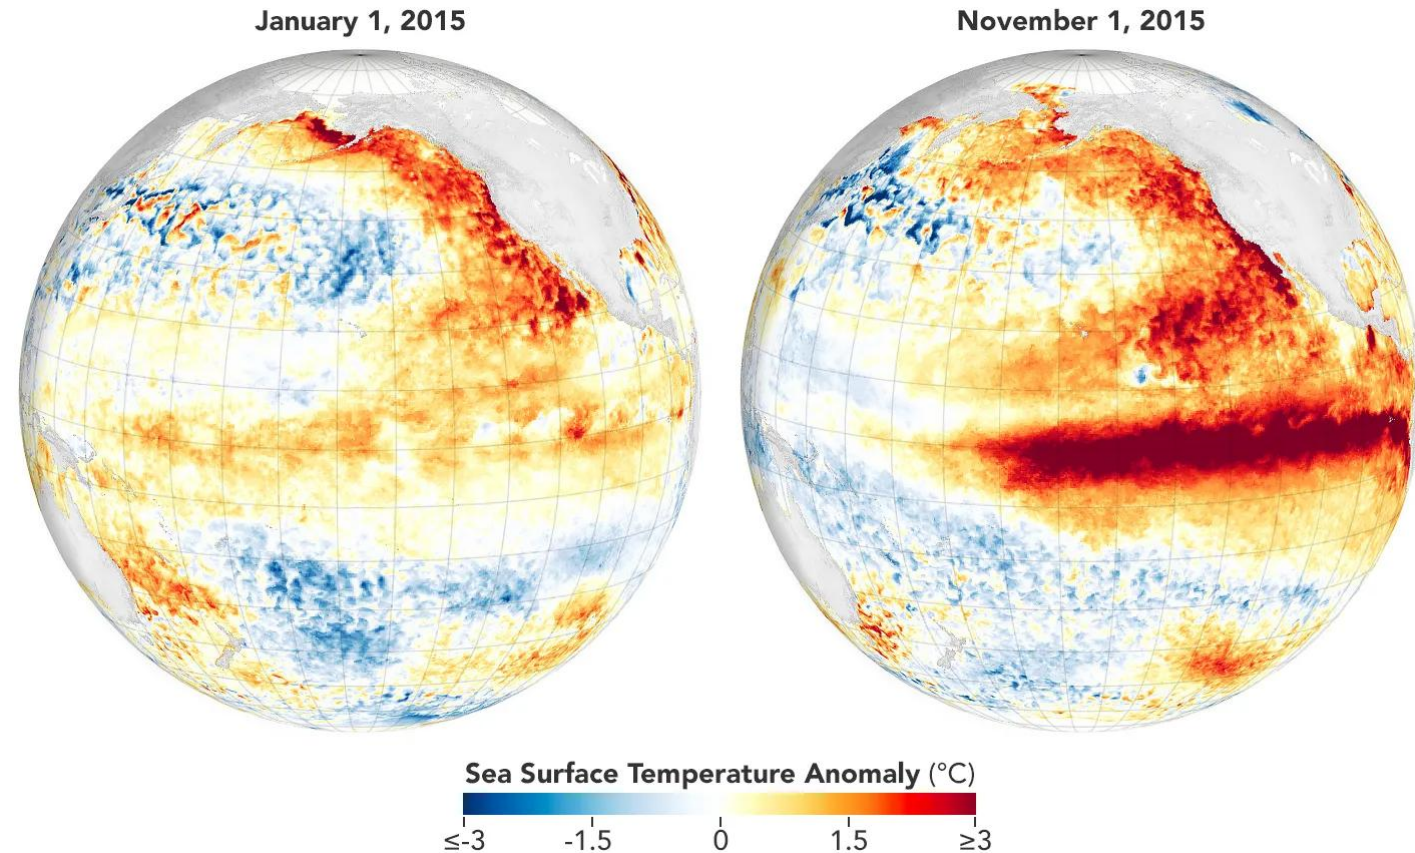 January 1, 2015
November 1, 2015
Sea Surface Temperature Anomaly (°C)
≤-3 -1.5 0 1.5 ≥3